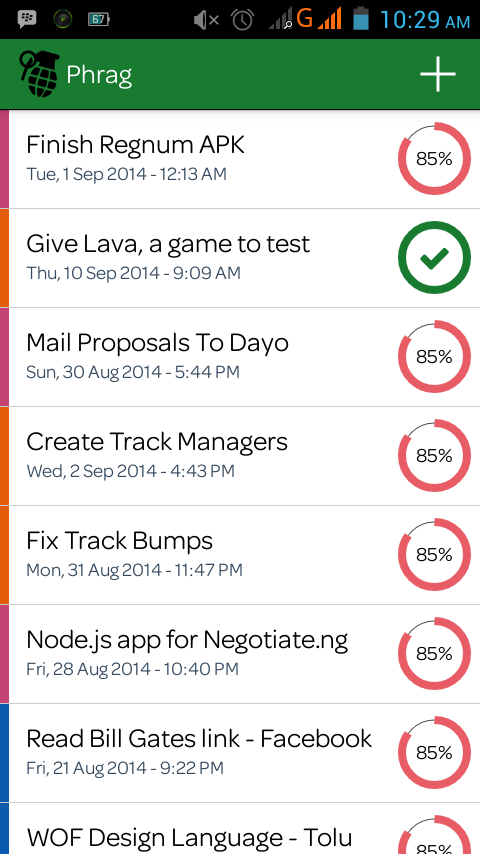 67 G 10:29 AM
Phrag
Finish Regnum APK
Tue, 1 Sep 2014 - 12:13 AM
85%
Give Lava, a game to test
Thu, 10 Sep 2014 - 9:09 AM
Mail Proposals To Dayo
Sun, 30 Aug 2014 - 5:44 PM
85%
Create Track Managers
Wed, 2 Sep 2014 - 4:43 PM
85%
Fix Track Bumps
Mon, 31 Aug 2014 - 11:47 PM
85%
Node.js app for Negotiate.ng
Fri, 28 Aug 2014 - 10:40 PM
85%
Read Bill Gates link - Facebook
Fri, 21 Aug 2014 - 9:22 PM
85%
WOF Design Language - Tolu
85%